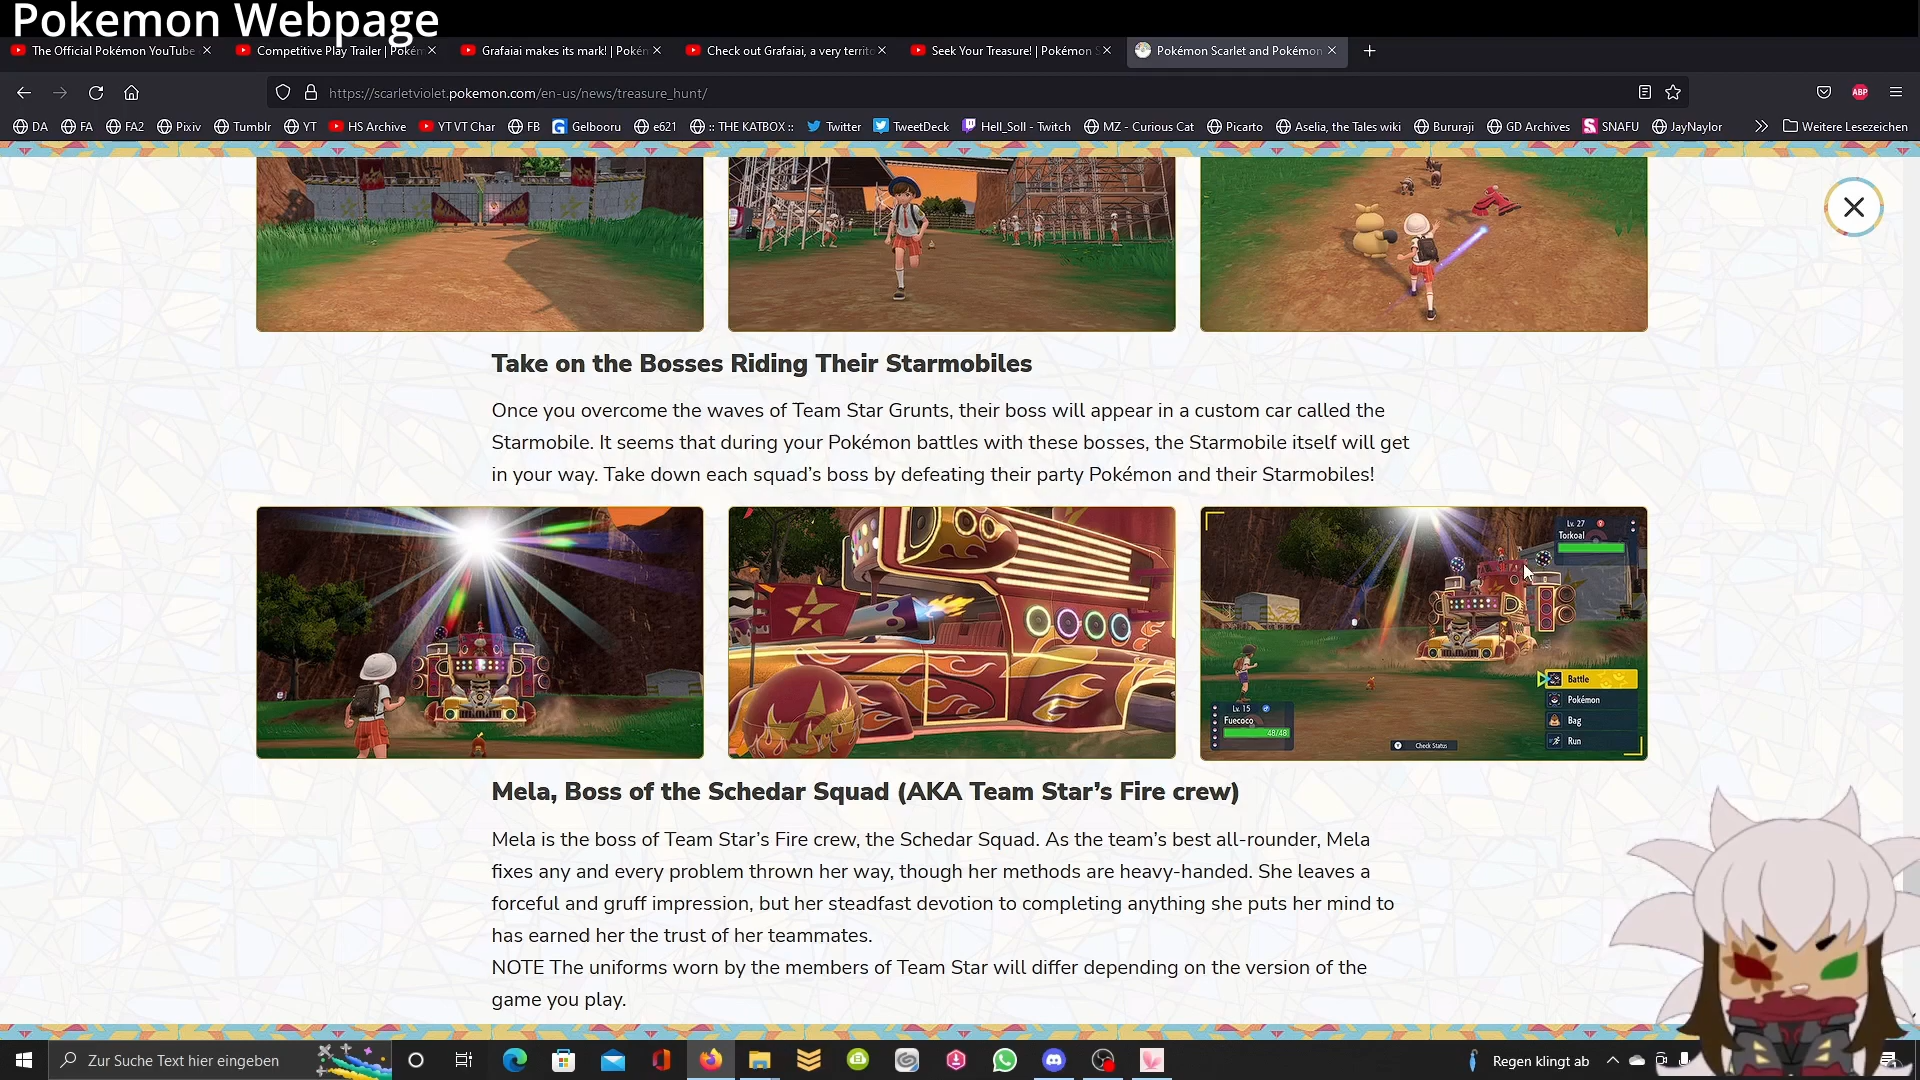 Pokemon Webpage
The Official Pokémon YouTube
Competitive Play Trailer | Pokém
Grafaiai makes its mark! | Pokén
Check out Grafaiai, a very territo
Seek Your Treasure! | Pokémon S
Pokémon Scarlet and Pokémon
https://scarletviolet.pokemon.com/en-us/news/treasure_hunt/
ABP
DA FA FA2 Pixiv Tumblr YT HS Archive YT VT Char FB Gelbooru e621 :: THE KATBOX :: Twitter TweetDeck Hell_Soll - Twitch MZ - Curious Cat Picarto Aselia, the Tales wiki Bururaji GD Archives SNAFU JayNaylor Weitere Lesezeichen
Take on the Bosses Riding Their Starmobiles
Once you overcome the waves of Team Star Grunts, their boss will appear in a custom car called the
Starmobile. It seems that during your Pokémon battles with these bosses, the Starmobile itself will get
in your way. Take down each squad's boss by defeating their party Pokémon and their Starmobiles!
Lv. 27
Torkoal
Battle
Pokémon
Bag
Run
Lv. 15
Fuecoco
48/48
Check Status
Mela, Boss of the Schedar Squad (AKA Team Star's Fire crew)
Mela is the boss of Team Star's Fire crew, the Schedar Squad. As the team's best all-rounder, Mela
fixes any and every problem thrown her way, though her methods are heavy-handed. She leaves a
forceful and gruff impression, but her steadfast devotion to completing anything she puts her mind to
has earned her the trust of her teammates.
NOTE The uniforms worn by the members of Team Star will differ depending on the version of the
game you play.
Zur Suche Text hier eingeben
Regen klingt ab